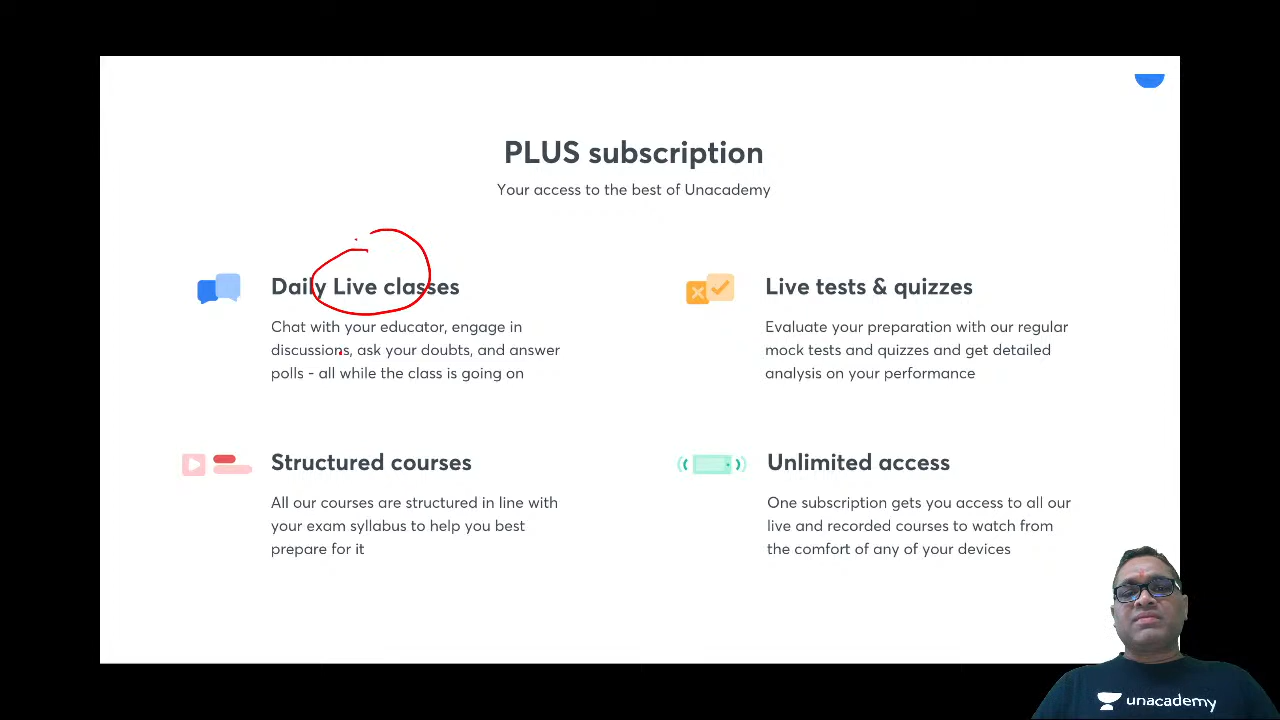 PLUS subscription
Your access to the best of Unacademy
Daily Live classes
Chat with your educator, engage in
discussions, ask your doubts, and answer
polls - all while the class is going on
Live tests & quizzes
Evaluate your preparation with our regular
mock tests and quizzes and get detailed
analysis on your performance
Structured courses
All our courses are structured in line with
your exam syllabus to help you best
prepare for it
Unlimited access
One subscription gets you access to all our
live and recorded courses to watch from
the comfort of any of your devices
unacademy